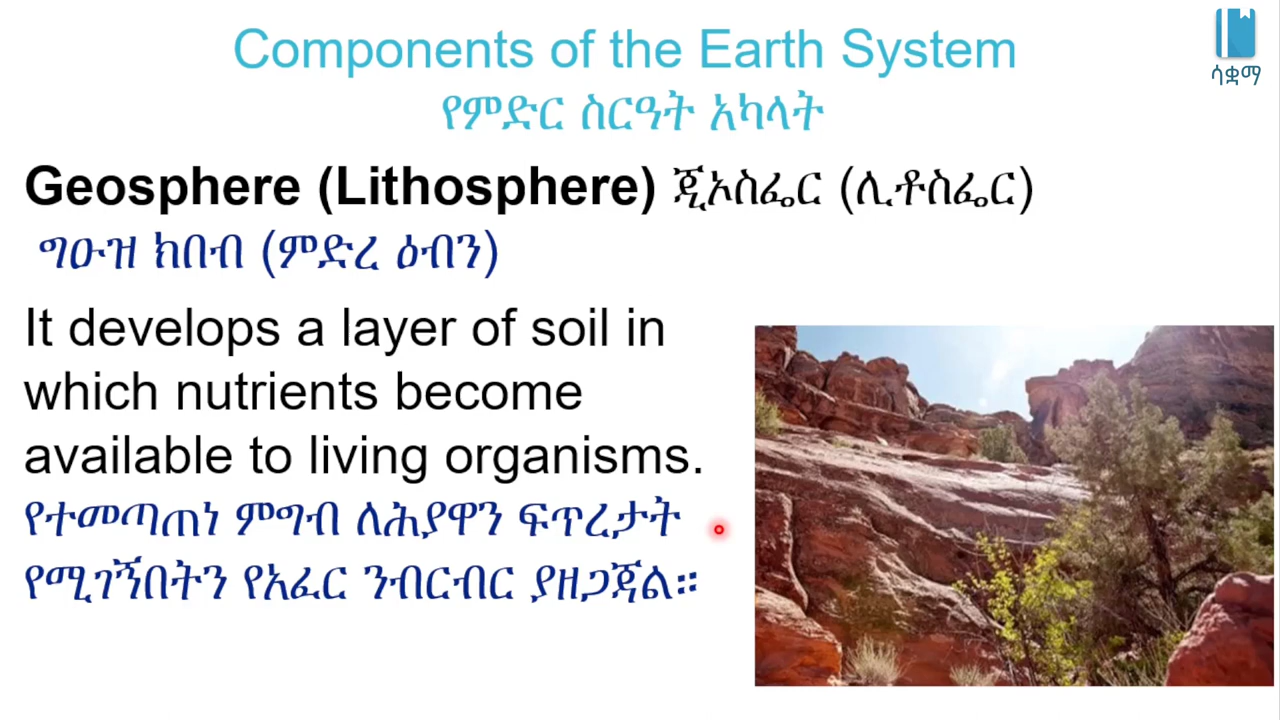 Components of the Earth System
የምድር ስርዓት አካላት
ሳቋማ
Geosphere (Lithosphere) ጂኦስፌር (ሊቶስፌር)
ግዑዝ ክበብ (ምድረ ዕብን)
It develops a layer of soil in
which nutrients become
available to living organisms.
የተመጣጠነ ምግብ ለሕያዋን ፍጥረታት
የሚገኝበትን የአፈር ንብርብር ያዘጋጃል።